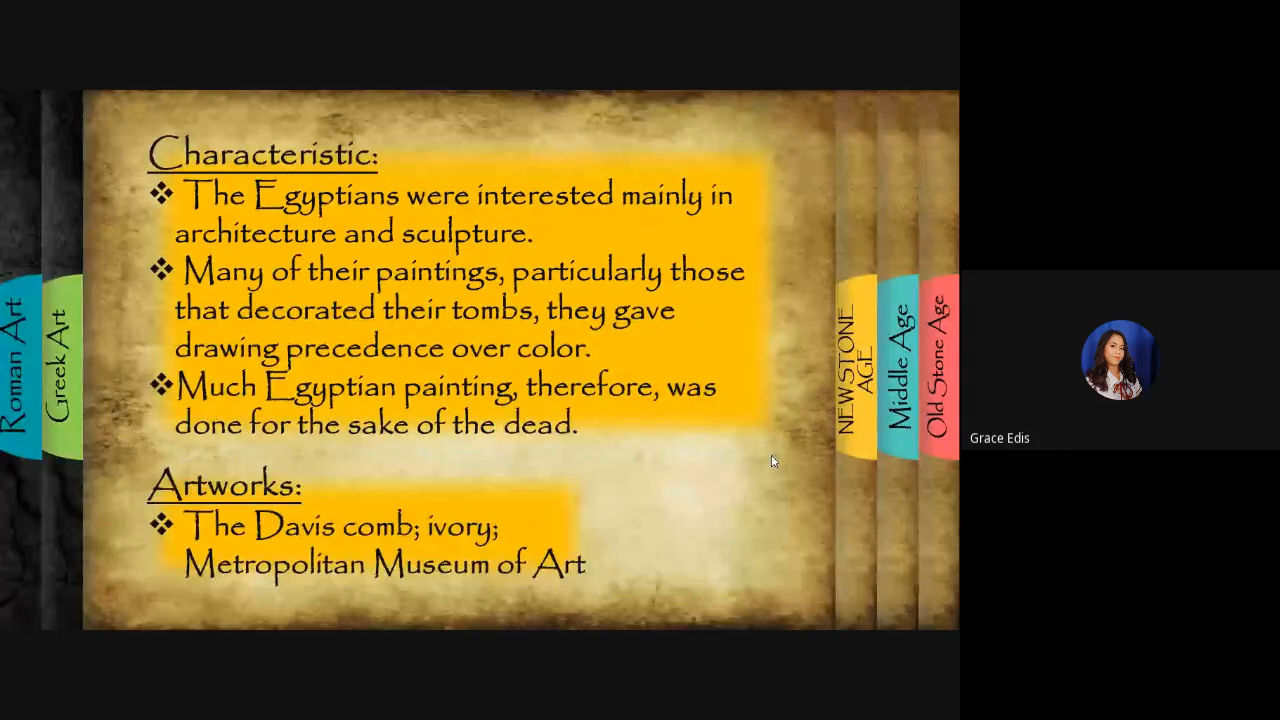 Characteristic:
❖ The Egyptians were interested mainly in
architecture and sculpture.
❖ Many of their paintings, particularly those
that decorated their tombs, they gave
drawing precedence over color.
❖Much Egyptian painting, therefore, was
done for the sake of the dead.
Artworks:
❖ The Davis comb; ivory;
Metropolitan Museum of Art
Roman Art
Greek Art
NEW STONE
AGE
Middle Age
Old Stone Age
Grace Edis